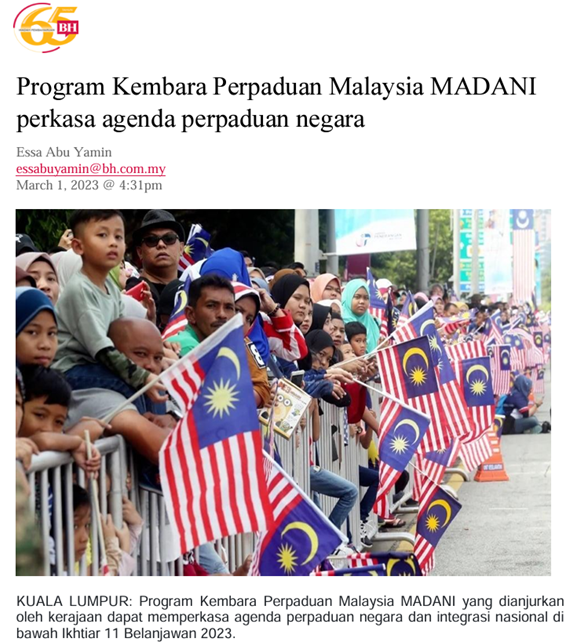 65 BH
Program Kembara Perpaduan Malaysia MADANI
perkasa agenda perpaduan negara
Essa Abu Yamin
essabuyamin@bh.com.my
March 1, 2023 @ 4:31pm
KUALA LUMPUR: Program Kembara Perpaduan Malaysia MADANI yang dianjurkan
oleh kerajaan dapat memperkasa agenda perpaduan negara dan integrasi nasional di
bawah Ikhtiar 11 Belanjawan 2023.